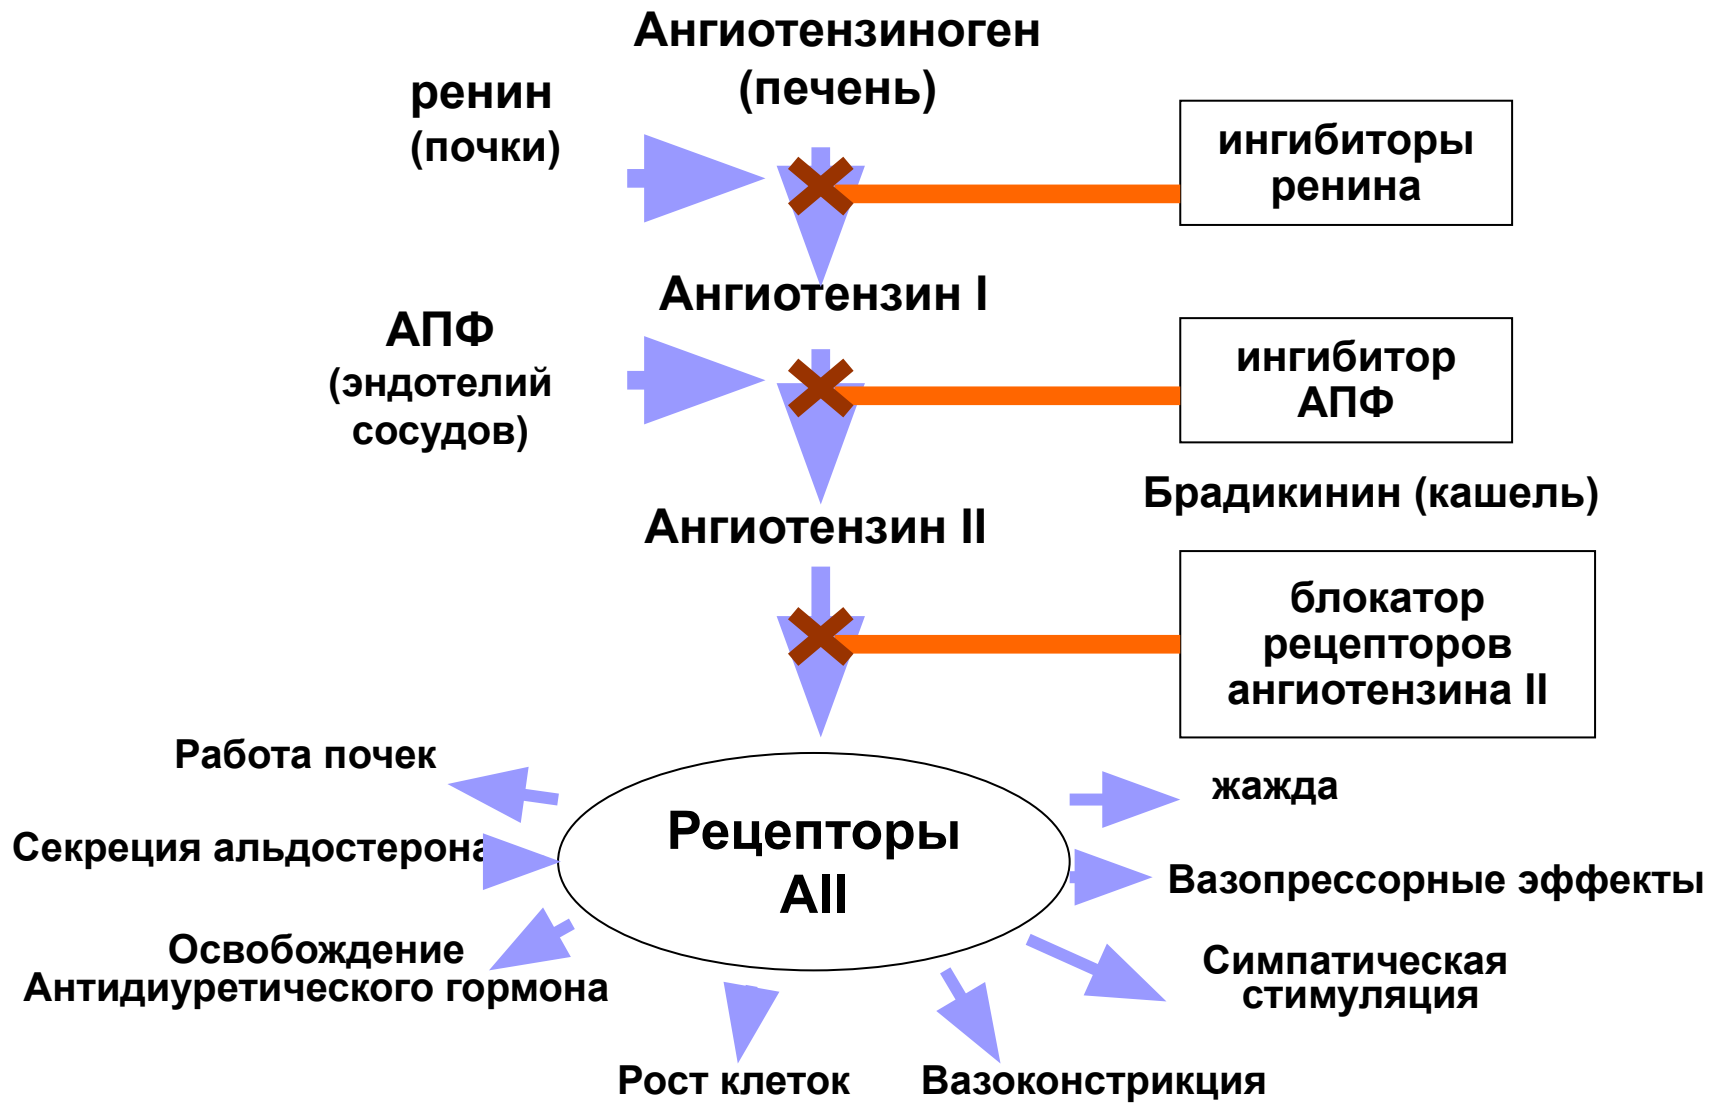 Ангиотензиноген
(печень)
ренин
(почки)
ингибиторы
ренина
Ангиотензин I
АПФ
(эндотелий
сосудов)
ингибитор
АПФ
Брадикинин (кашель)
Ангиотензин II
блокатор
рецепторов
ангиотензина II
Работа почек
жажда
Рецепторы
AII
Секреция альдостерона
Вазопрессорные эффекты
Освобождение
Антидиуретического гормона
Симпатическая
стимуляция
Рост клеток
Вазоконстрикция